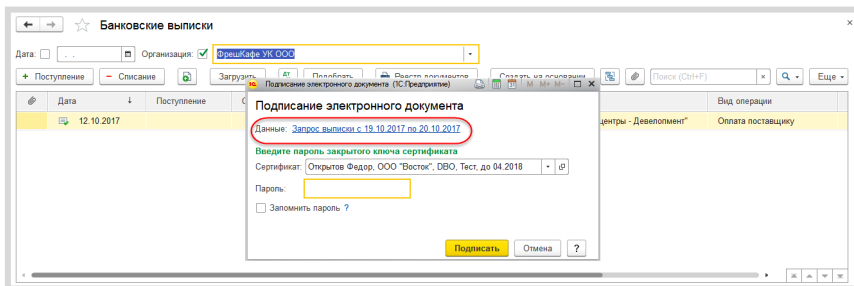 Банковские выписки
Дата: . . Организация: ФрешКафе УК ООО
+ Поступление − Списание Загрузить Подобрать Реестр документов Создать на основании Поиск (Ctrl+F) × Еще
Дата ↓ Поступление Вид операции
12.10.2017 центры - Девелопмент" Оплата поставщику
Подписание электронного документа (1С:Предприятие) M M+ M-
Подписание электронного документа
Данные: Запрос выписки с 19.10.2017 по 20.10.2017
Введите пароль закрытого ключа сертификата
Сертификат: Открытов Федор, ООО "Восток", DBO, Тест, до 04.2018
Пароль:
Запомнить пароль ?
Подписать Отмена ?